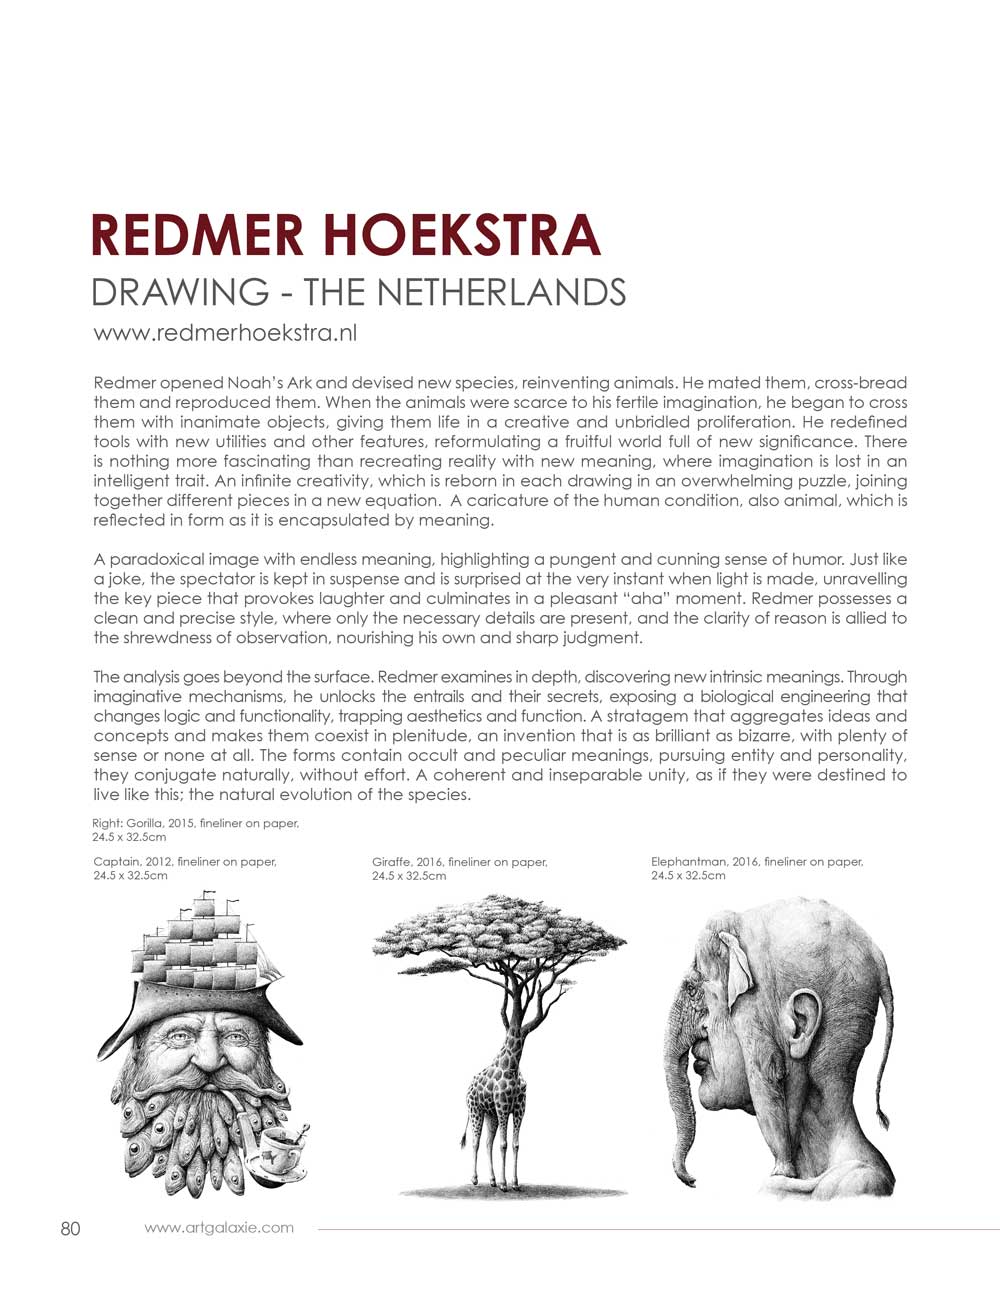 REDMER HOEKSTRA
DRAWING - THE NETHERLANDS
www.redmerhoekstra.nl
Redmer opened Noah’s Ark and devised new species, reinventing animals. He mated them, cross-bread
them and reproduced them. When the animals were scarce to his fertile imagination, he began to cross
them with inanimate objects, giving them life in a creative and unbridled proliferation. He redefined
tools with new utilities and other features, reformulating a fruitful world full of new significance. There
is nothing more fascinating than recreating reality with new meaning, where imagination is lost in an
intelligent trait. An infinite creativity, which is reborn in each drawing in an overwhelming puzzle, joining
together different pieces in a new equation.  A caricature of the human condition, also animal, which is
reflected in form as it is encapsulated by meaning.
A paradoxical image with endless meaning, highlighting a pungent and cunning sense of humor. Just like
a joke, the spectator is kept in suspense and is surprised at the very instant when light is made, unravelling
the key piece that provokes laughter and culminates in a pleasant “aha” moment. Redmer possesses a
clean and precise style, where only the necessary details are present, and the clarity of reason is allied to
the shrewdness of observation, nourishing his own and sharp judgment.
The analysis goes beyond the surface. Redmer examines in depth, discovering new intrinsic meanings. Through
imaginative mechanisms, he unlocks the entrails and their secrets, exposing a biological engineering that
changes logic and functionality, trapping aesthetics and function. A stratagem that aggregates ideas and
concepts and makes them coexist in plenitude, an invention that is as brilliant as bizarre, with plenty of
sense or none at all. The forms contain occult and peculiar meanings, pursuing entity and personality,
they conjugate naturally, without effort. A coherent and inseparable unity, as if they were destined to
live like this; the natural evolution of the species.
Right: Gorilla, 2015, fineliner on paper,
24.5 x 32.5cm
Captain, 2012, fineliner on paper,
24.5 x 32.5cm
Giraffe, 2016, fineliner on paper,
24.5 x 32.5cm
Elephantman, 2016, fineliner on paper,
24.5 x 32.5cm
80
www.artgalaxie.com